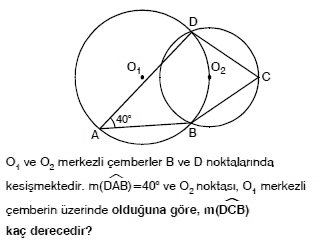 D
O₁
O₂
C
40°
A
B
O₁ ve O₂ merkezli çemberler B ve D noktalarında
kesişmektedir. m(DAB)=40° ve O₂ noktası, O₁ merkezli
çemberin üzerinde olduğuna göre, m(DCB)
kaç derecedir?